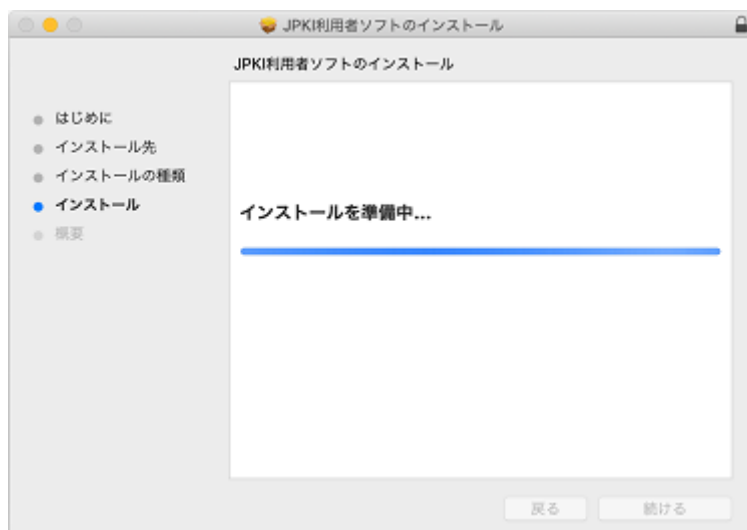 JPKI利用者ソフトのインストール
JPKI利用者ソフトのインストール
はじめに
インストール先
インストールの種類
インストール
概要
インストールを準備中...
戻る
続ける